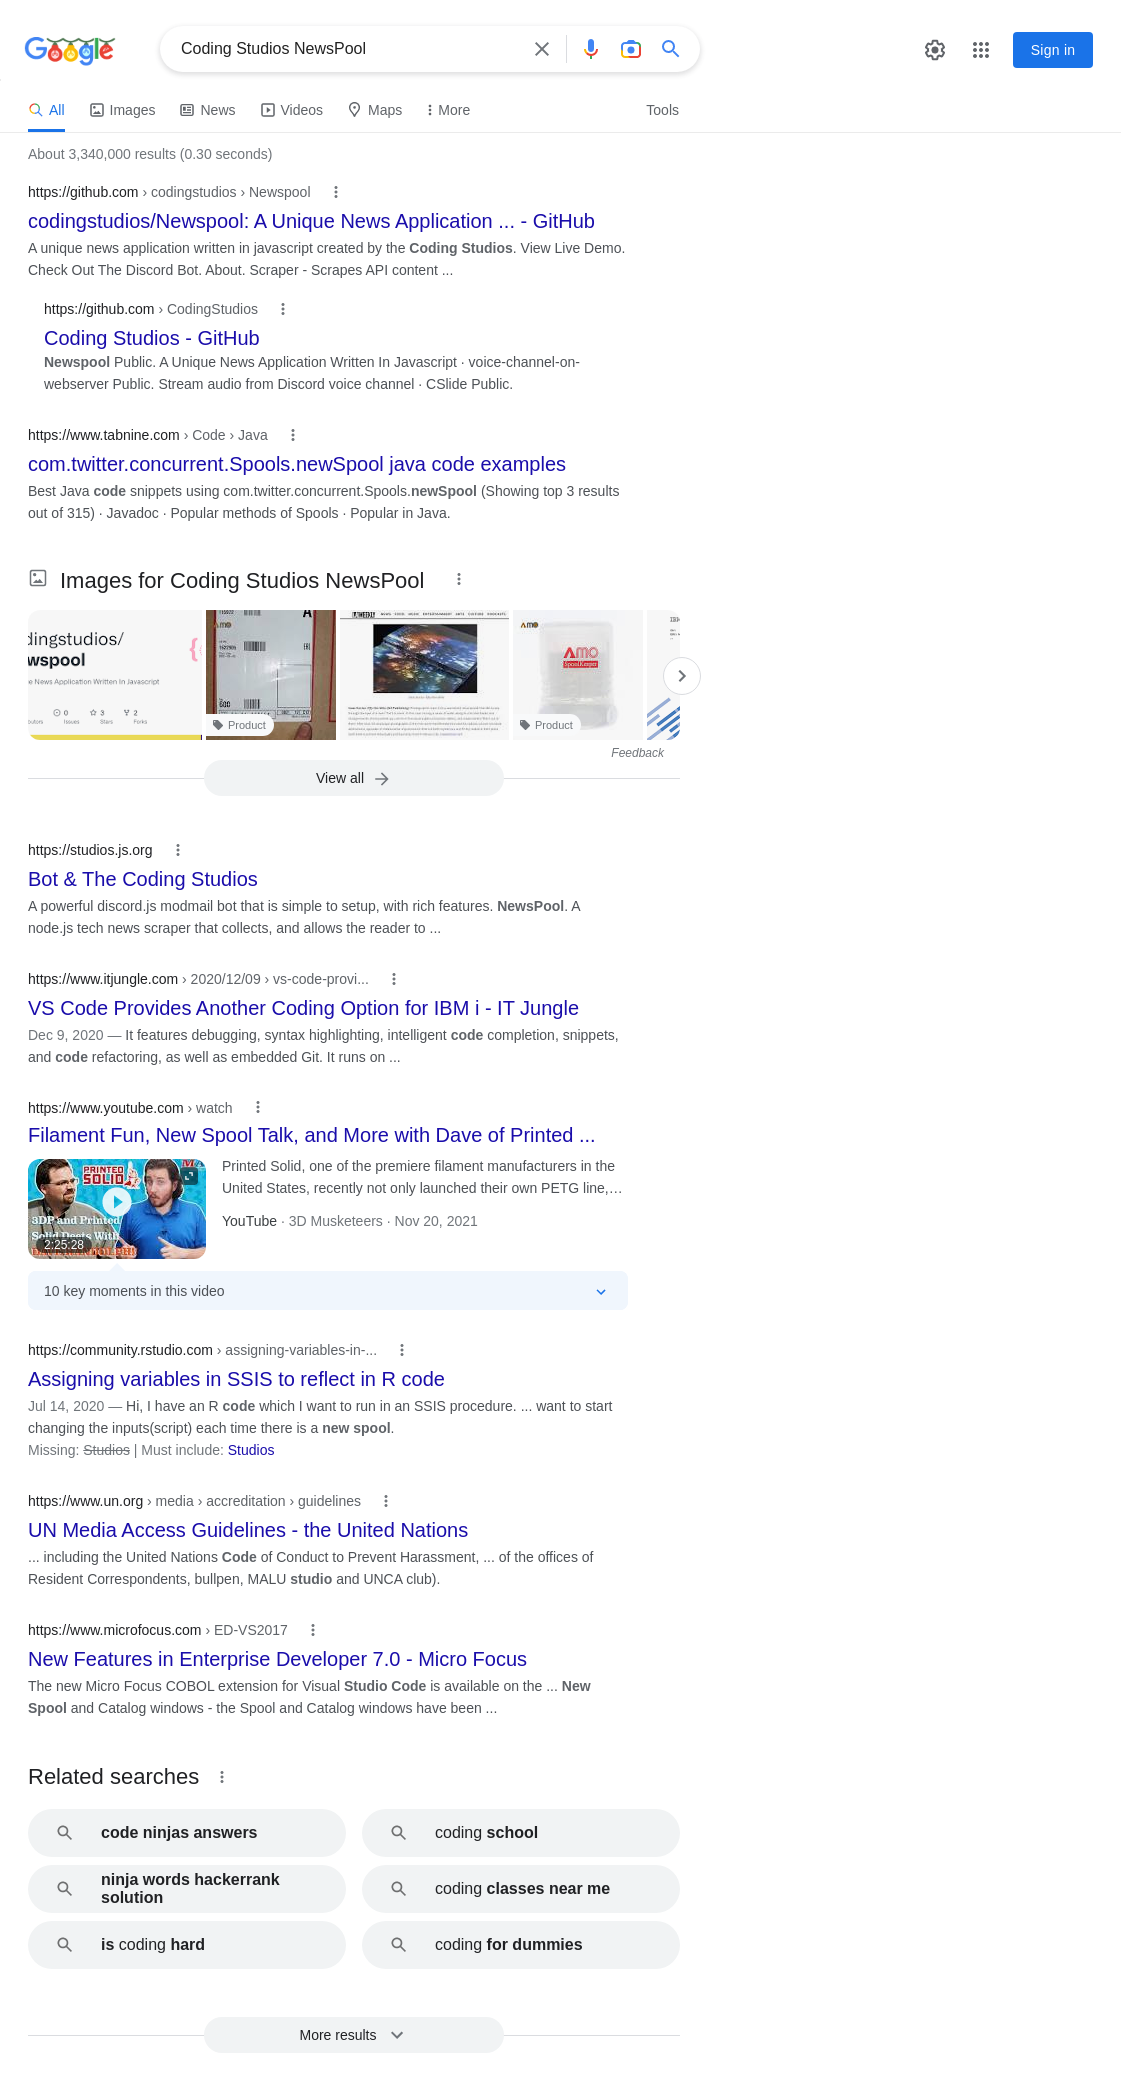 Google
Coding Studios NewsPool
Sign in
All
Images
News
Videos
Maps
More
Tools
About 3,340,000 results (0.30 seconds)
https://github.com › codingstudios › Newspool
codingstudios/Newspool: A Unique News Application ... - GitHub
A unique news application written in javascript created by the Coding Studios. View Live Demo.
Check Out The Discord Bot. About. Scraper - Scrapes API content ...
https://github.com › CodingStudios
Coding Studios - GitHub
Newspool Public. A Unique News Application Written In Javascript · voice-channel-on-
webserver Public. Stream audio from Discord voice channel · CSlide Public.
https://www.tabnine.com › Code › Java
com.twitter.concurrent.Spools.newSpool java code examples
Best Java code snippets using com.twitter.concurrent.Spools.newSpool (Showing top 3 results
out of 315) · Javadoc · Popular methods of Spools · Popular in Java.
Images for Coding Studios NewsPool
dingstudios/
wspool
e News Application Written In Javascript
0
3
2
Issues
Stars
Forks
Product
AMO
AMO
SpoolKeeper
Product
Feedback
View all
https://studios.js.org
Bot & The Coding Studios
A powerful discord.js modmail bot that is simple to setup, with rich features. NewsPool. A
node.js tech news scraper that collects, and allows the reader to ...
https://www.itjungle.com › 2020/12/09 › vs-code-provi...
VS Code Provides Another Coding Option for IBM i - IT Jungle
Dec 9, 2020 — It features debugging, syntax highlighting, intelligent code completion, snippets,
and code refactoring, as well as embedded Git. It runs on ...
https://www.youtube.com › watch
Filament Fun, New Spool Talk, and More with Dave of Printed ...
PRINTED
SOLID
3DP and Printed
Solid Deets With
2:25:28
Printed Solid, one of the premiere filament manufacturers in the
United States, recently not only launched their own PETG line,…
YouTube · 3D Musketeers · Nov 20, 2021
10 key moments in this video
https://community.rstudio.com › assigning-variables-in-...
Assigning variables in SSIS to reflect in R code
Jul 14, 2020 — Hi, I have an R code which I want to run in an SSIS procedure. ... want to start
changing the inputs(script) each time there is a new spool.
Missing: Studios | Must include: Studios
https://www.un.org › media › accreditation › guidelines
UN Media Access Guidelines - the United Nations
... including the United Nations Code of Conduct to Prevent Harassment, ... of the offices of
Resident Correspondents, bullpen, MALU studio and UNCA club).
https://www.microfocus.com › ED-VS2017
New Features in Enterprise Developer 7.0 - Micro Focus
The new Micro Focus COBOL extension for Visual Studio Code is available on the ... New
Spool and Catalog windows - the Spool and Catalog windows have been ...
Related searches
code ninjas answers
coding school
ninja words hackerrank
solution
coding classes near me
is coding hard
coding for dummies
More results